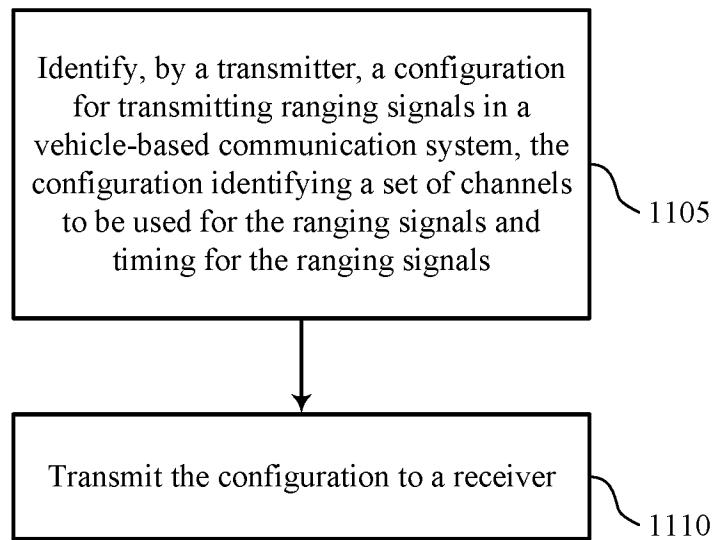 Identify, by a transmitter, a configuration
for transmitting ranging signals in a
vehicle-based communication system, the
configuration identifying a set of channels
to be used for the ranging signals and
timing for the ranging signals
1105
Transmit the configuration to a receiver
1110